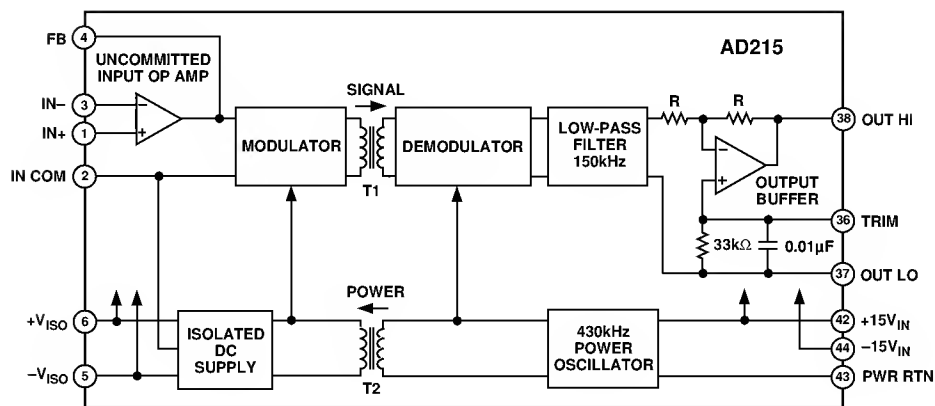 AD215
FB
4
UNCOMMITTED
INPUT OP AMP
IN–
3
–
IN+
1
+
IN COM
2
MODULATOR
SIGNAL
T1
DEMODULATOR
LOW-PASS
FILTER
150kHz
R
R
–
+
OUTPUT
BUFFER
38
OUT HI
36
TRIM
33kΩ
0.01μF
37
OUT LO
+VISO
6
–VISO
5
ISOLATED
DC
SUPPLY
POWER
T2
430kHz
POWER
OSCILLATOR
42
+15VIN
44
–15VIN
43
PWR RTN